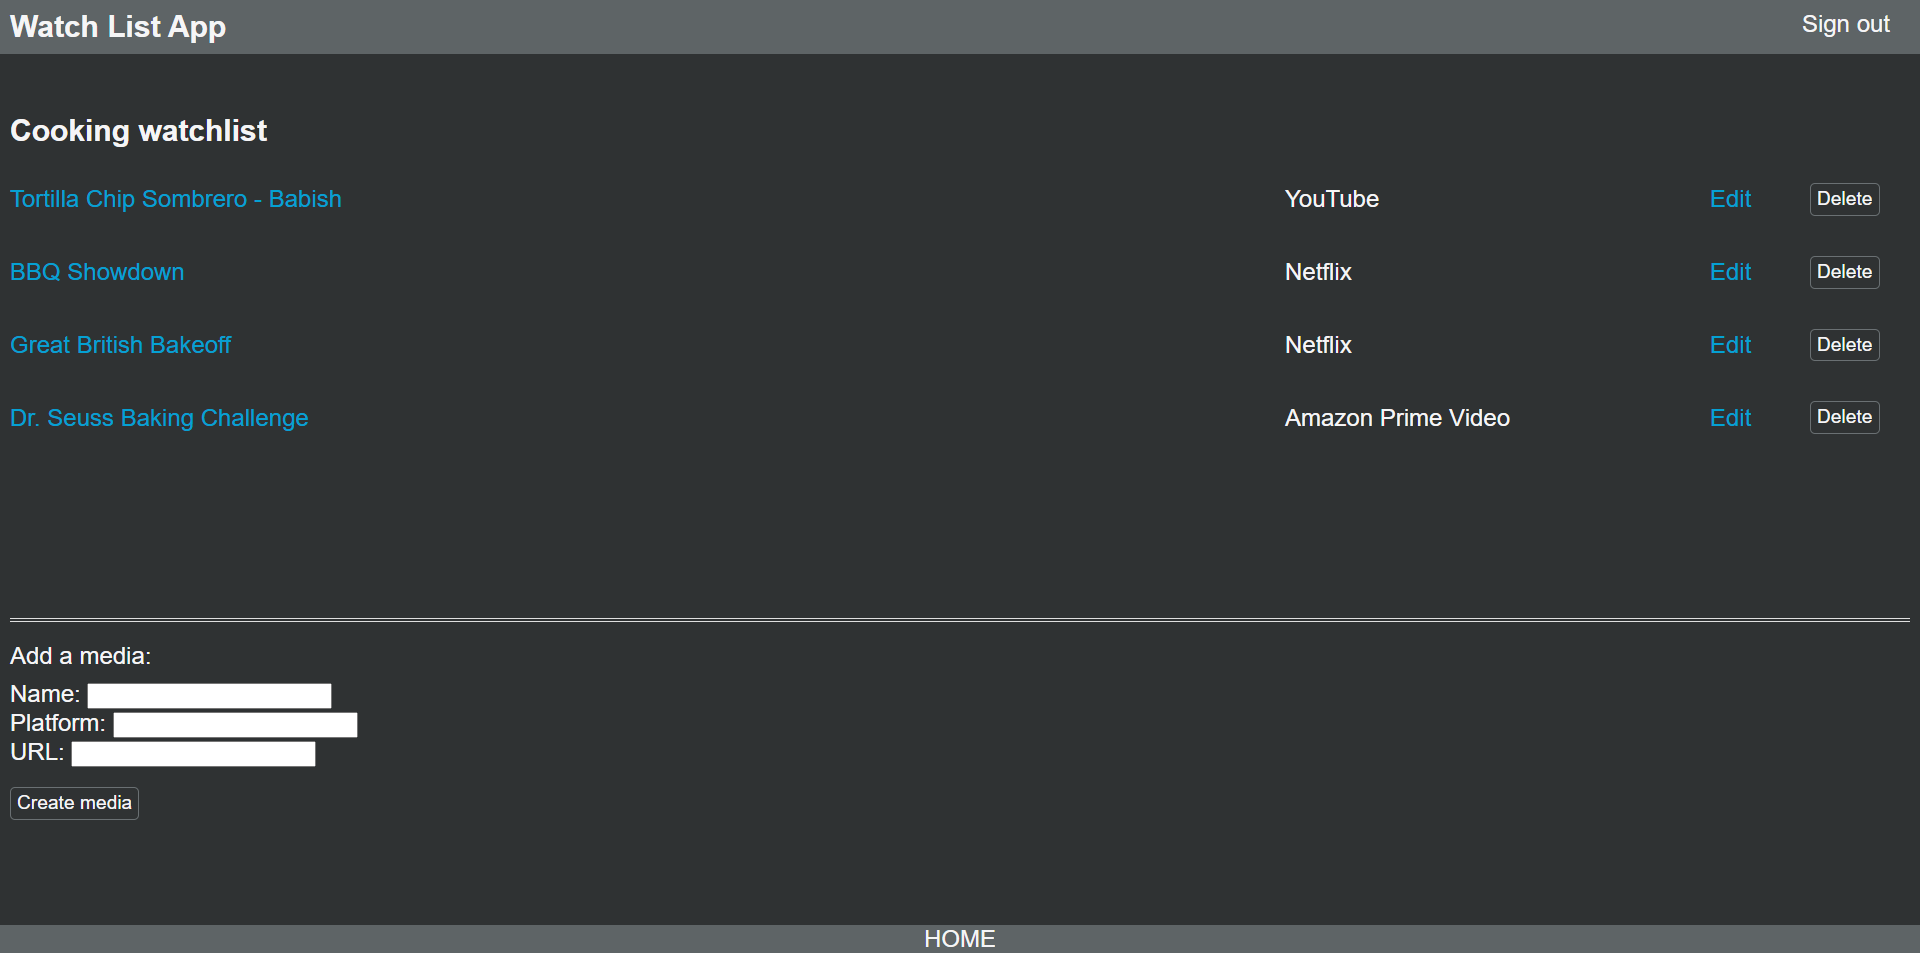 Watch List App Sign out
Cooking watchlist
Tortilla Chip Sombrero - Babish YouTube Edit Delete
BBQ Showdown Netflix Edit Delete
Great British Bakeoff Netflix Edit Delete
Dr. Seuss Baking Challenge Amazon Prime Video Edit Delete
Add a media:
Name:
Platform:
URL:
Create media
HOME